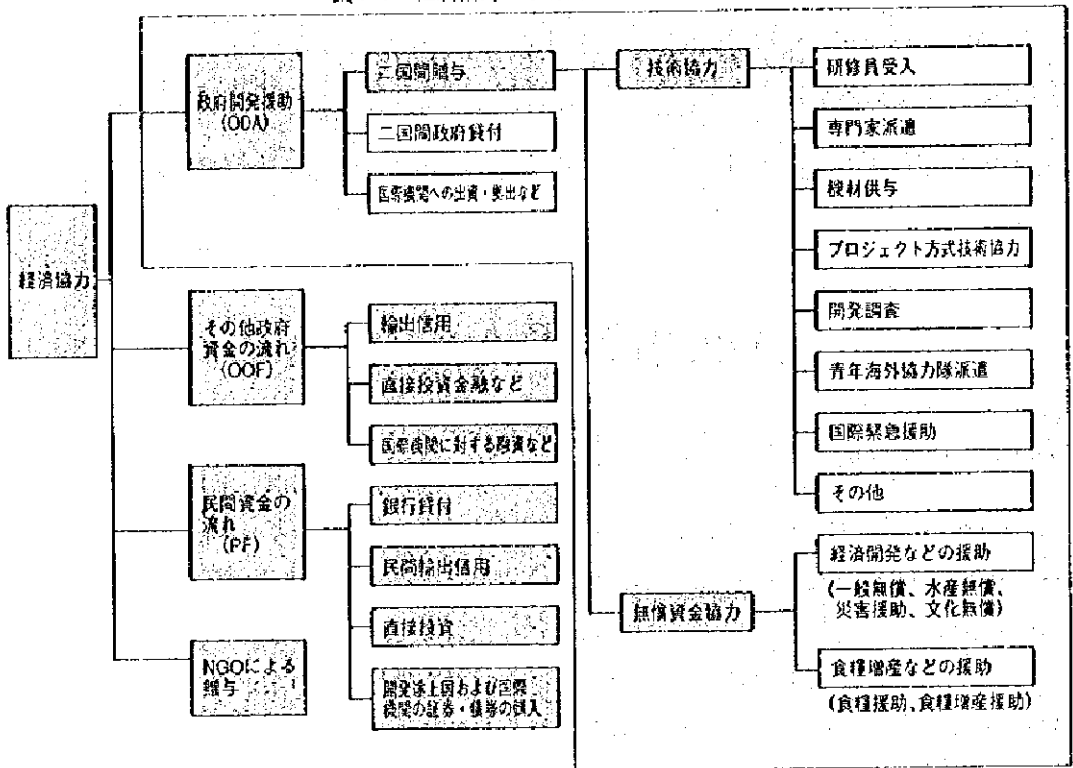 経済協力
政府開発援助
(ODA)
二国間贈与
二国間政府貸付
国際機関への出資・拠出など
その他政府
資金の流れ
(OOF)
輸出信用
直接投資金融など
国際機関に対する融資など
民間資金の
流れ
(PF)
銀行貸付
民間輸出信用
直接投資
開発途上国および国際
機関の証券・債券の購入
NGOによる
贈与
技術協力
研修員受入
専門家派遣
機材供与
プロジェクト方式技術協力
開発調査
青年海外協力隊派遣
国際緊急援助
その他
無償資金協力
経済開発などの援助
(一般無償、水産無償、
災害援助、文化無償)
食糧増産などの援助
(食糧援助、食糧増産援助)